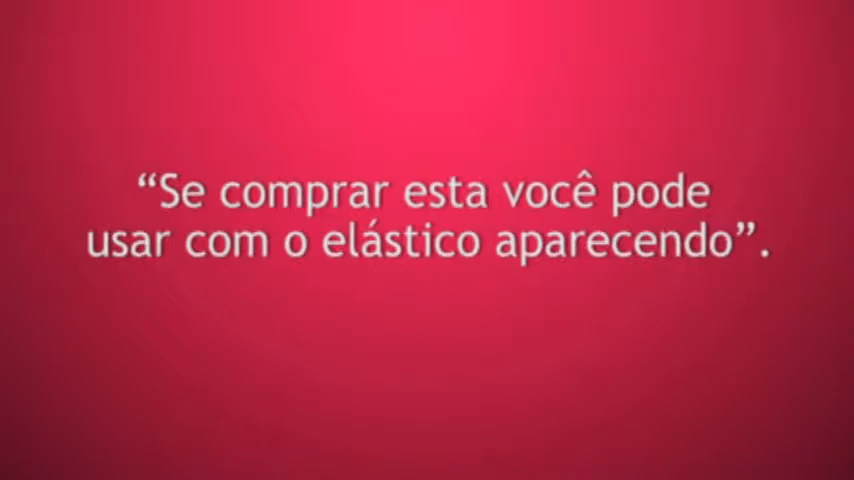 “Se comprar esta você pode
usar com o elástico aparecendo”.